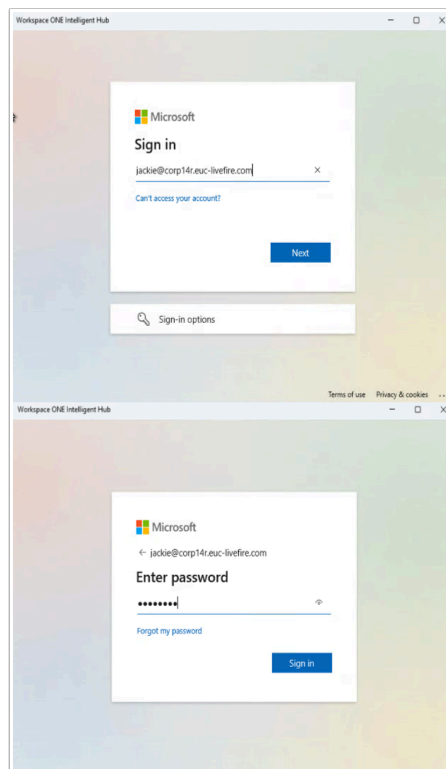 Workspace ONE Intelligent Hub
Microsoft
Sign in
jackie@corp14r.euc-livefire.com
Can't access your account?
Next
Sign-in options
Terms of use Privacy & cookies
Workspace ONE Intelligent Hub
Microsoft
jackie@corp14r.euc-livefire.com
Enter password
Forgot my password
Sign in